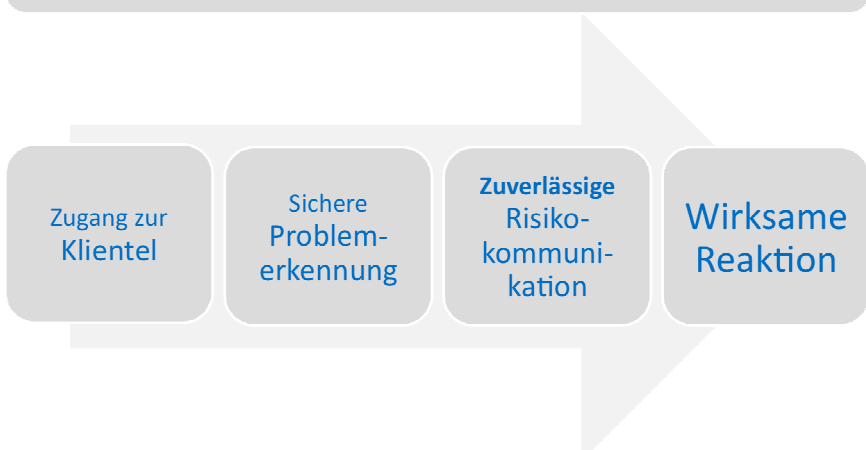 Zugang zur
Klientel
Sichere
Problem-
erkennung
Zuverlässige
Risiko-
kommuni-
kation
Wirksame
Reaktion